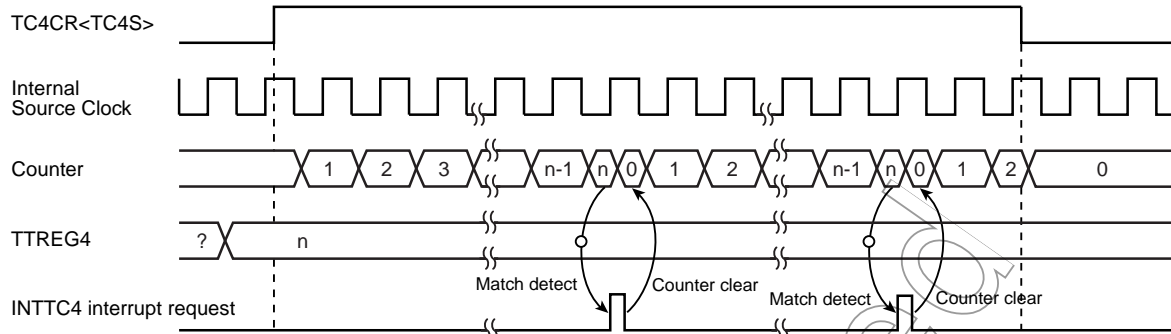 TC4CR<TC4S>
Internal
Source Clock
Counter
1 2 3 n-1 n 0 1 2 n-1 n 0 1 2 0
TTREG4
? n
Match detect Counter clear Match detect Counter clear
INTTC4 interrupt request